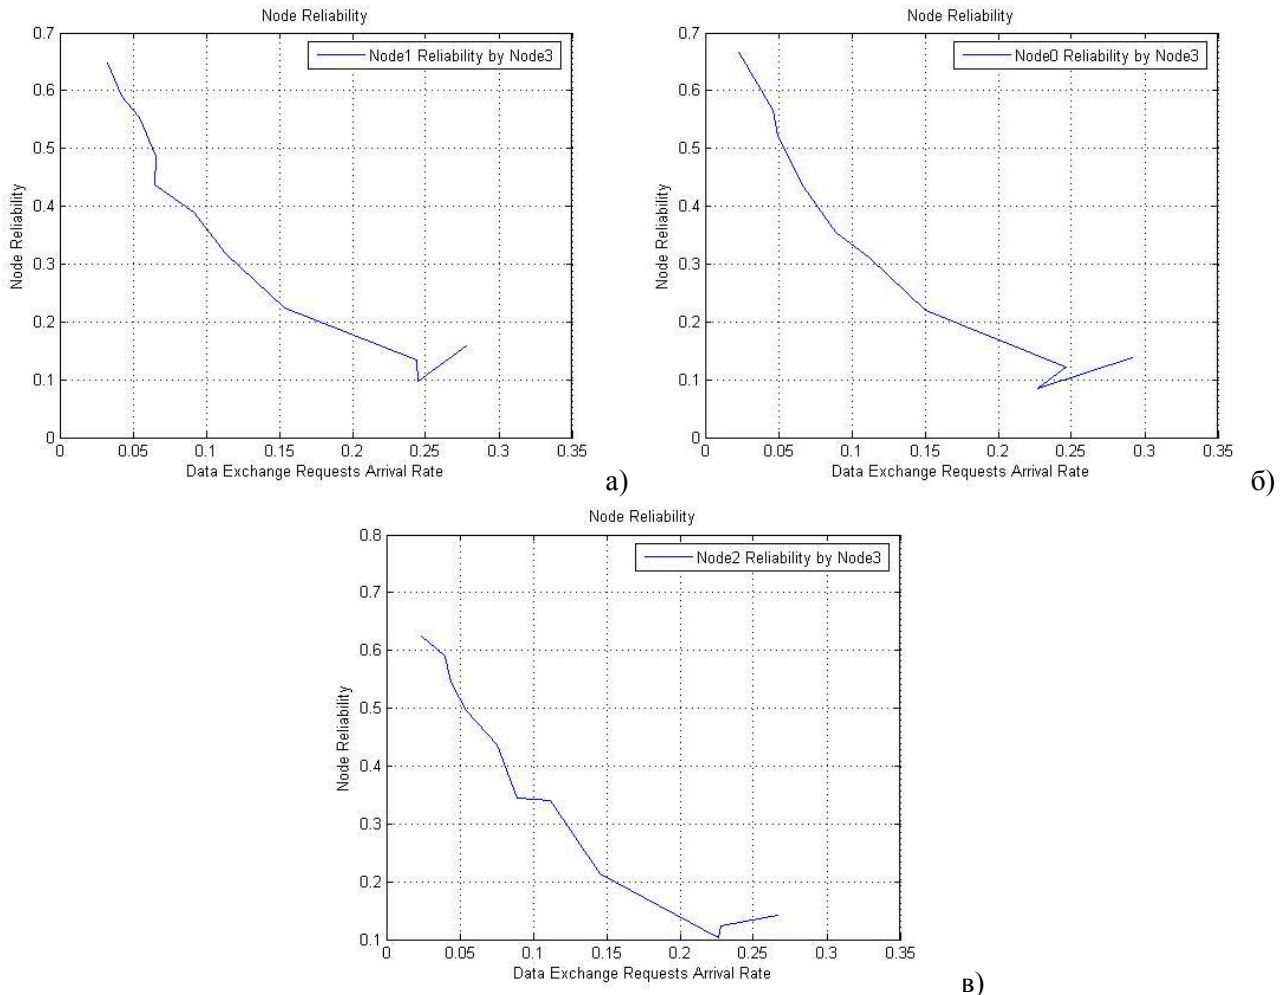 Node Reliability
Node1 Reliability by Node3
0.7
0.6
0.5
0.4
0.3
0.2
0.1
0
Node Reliability
0 0.05 0.1 0.15 0.2 0.25 0.3 0.35
Data Exchange Requests Arrival Rate
а)
Node Reliability
Node0 Reliability by Node3
0.7
0.6
0.5
0.4
0.3
0.2
0.1
0
Node Reliability
0 0.05 0.1 0.15 0.2 0.25 0.3 0.35
Data Exchange Requests Arrival Rate
б)
Node Reliability
Node2 Reliability by Node3
0.8
0.7
0.6
0.5
0.4
0.3
0.2
0.1
Node Reliability
0 0.05 0.1 0.15 0.2 0.25 0.3 0.35
Data Exchange Requests Arrival Rate
в)